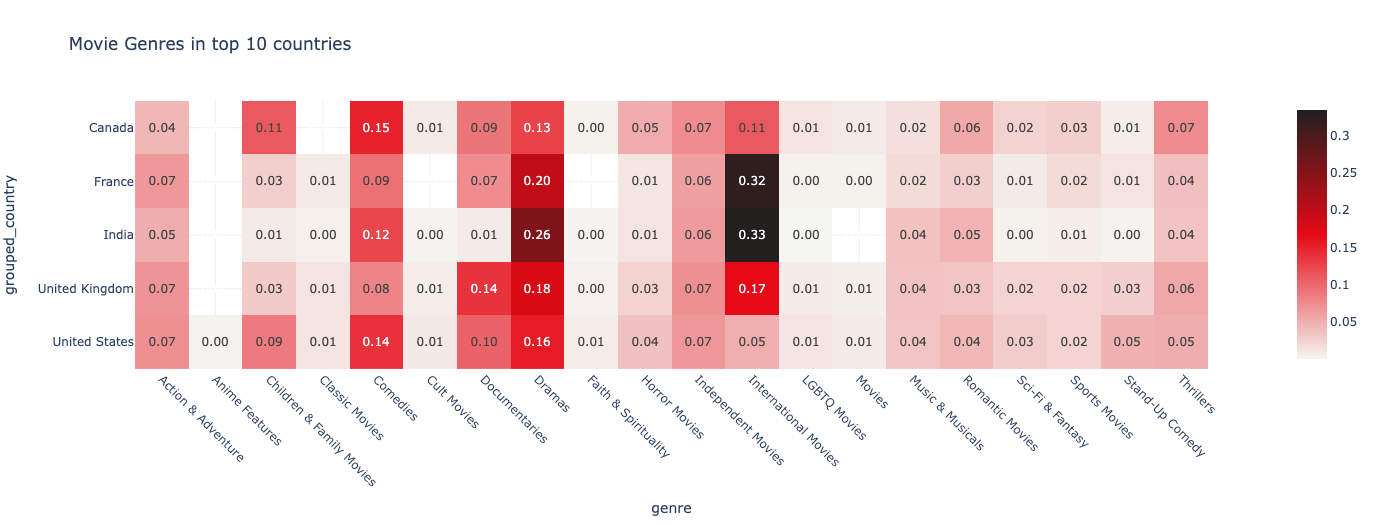 Movie Genres in top 10 countries
grouped_country
Canada 0.04 0.11 0.15 0.01 0.09 0.13 0.00 0.05 0.07 0.11 0.01 0.01 0.02 0.06 0.02 0.03 0.01 0.07
France 0.07 0.03 0.01 0.09 0.07 0.20 0.01 0.06 0.32 0.00 0.00 0.02 0.03 0.01 0.02 0.01 0.04
India 0.05 0.01 0.00 0.12 0.00 0.01 0.26 0.00 0.01 0.06 0.33 0.00 0.04 0.05 0.00 0.01 0.00 0.04
United Kingdom 0.07 0.03 0.01 0.08 0.01 0.14 0.18 0.00 0.03 0.07 0.17 0.01 0.01 0.04 0.03 0.02 0.02 0.03 0.06
United States 0.07 0.00 0.09 0.01 0.14 0.01 0.10 0.16 0.01 0.04 0.07 0.05 0.01 0.01 0.04 0.04 0.03 0.02 0.05 0.05
Action & Adventure
Anime Features
Children & Family Movies
Classic Movies
Comedies
Cult Movies
Documentaries
Dramas
Faith & Spirituality
Horror Movies
Independent Movies
International Movies
LGBTQ Movies
Movies
Music & Musicals
Romantic Movies
Sci-Fi & Fantasy
Sports Movies
Stand-Up Comedy
Thrillers
genre
0.3
0.25
0.2
0.15
0.1
0.05